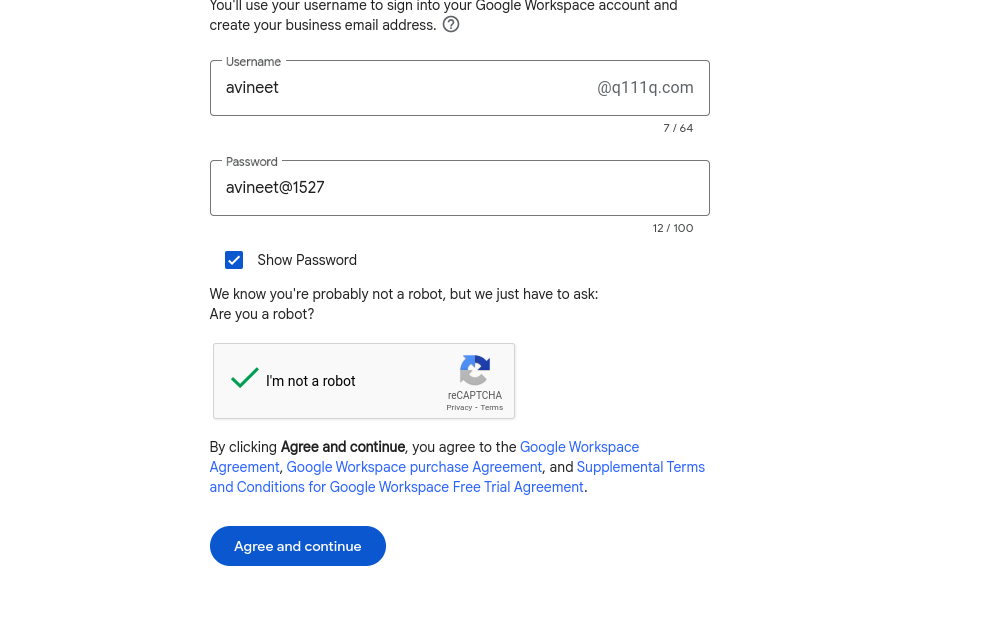 You'll use your username to sign into your Google Workspace account and
create your business email address.
Username
avineet @q111q.com
7 / 64
Password
avineet@1527
12 / 100
Show Password
We know you're probably not a robot, but we just have to ask:
Are you a robot?
I'm not a robot
reCAPTCHA
Privacy - Terms
By clicking Agree and continue, you agree to the Google Workspace
Agreement, Google Workspace purchase Agreement, and Supplemental Terms
and Conditions for Google Workspace Free Trial Agreement.
Agree and continue